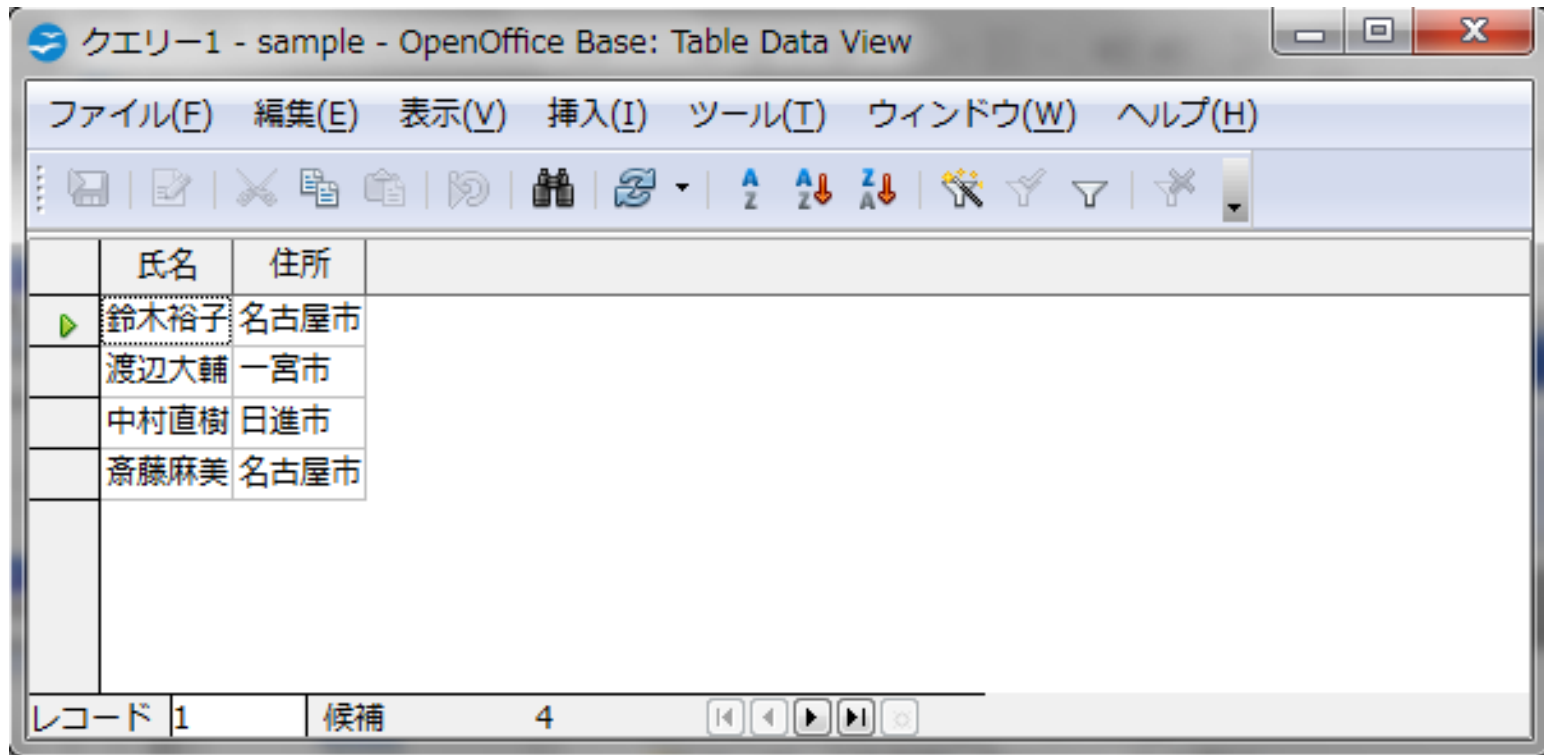 クエリー1 - sample - OpenOffice Base: Table Data View
ファイル(F) 編集(E) 表示(V) 挿入(I) ツール(T) ウィンドウ(W) ヘルプ(H)
氏名 住所
鈴木裕子 名古屋市
渡辺大輔 一宮市
中村直樹 日進市
斎藤麻美 名古屋市
レコード 1 候補 4